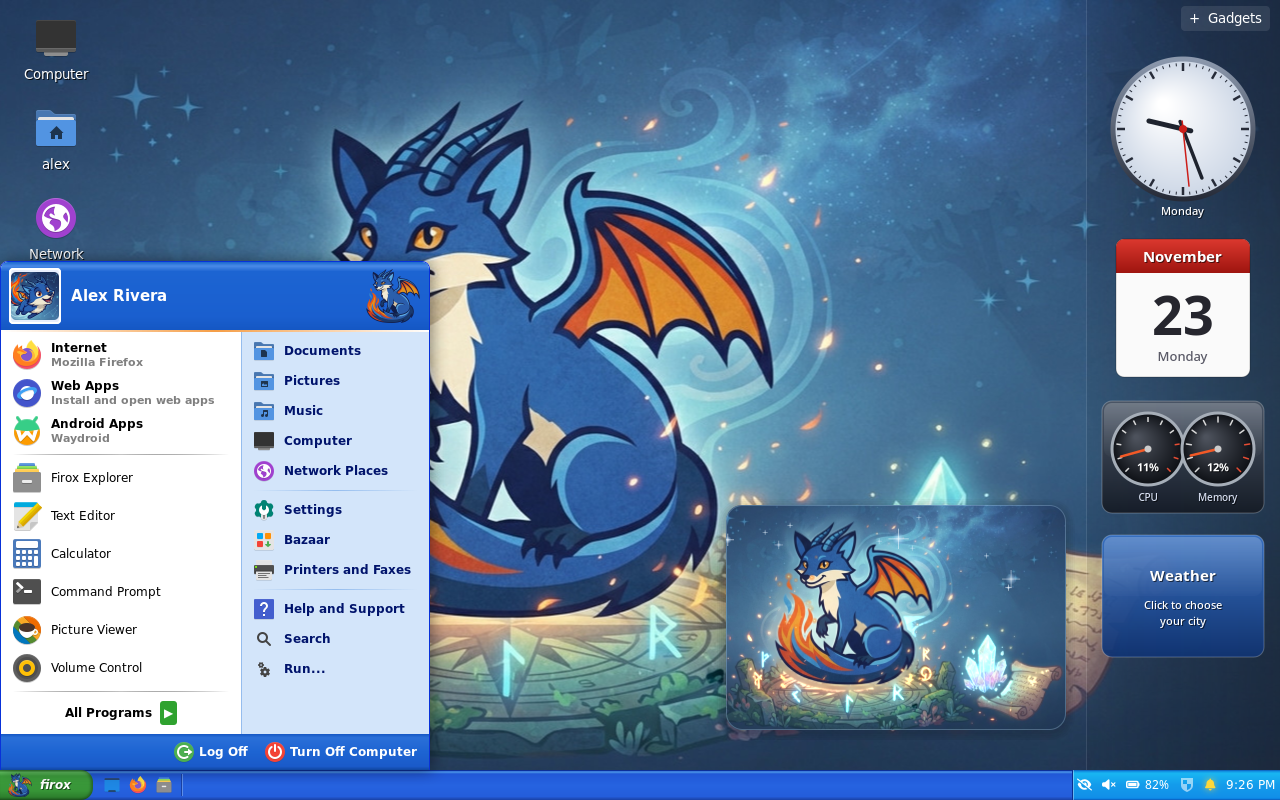 + Gadgets
Computer
alex
Network
Monday
November
23
Monday
11%
12%
CPU
Memory
Weather
Click to choose
your city
Alex Rivera
Internet
Mozilla Firefox
Web Apps
Install and open web apps
Android Apps
Waydroid
Firox Explorer
Text Editor
Calculator
Command Prompt
Picture Viewer
Volume Control
All Programs
Documents
Pictures
Music
Computer
Network Places
Settings
Bazaar
Printers and Faxes
Help and Support
Search
Run...
Log Off
Turn Off Computer
firox
82%
9:26 PM